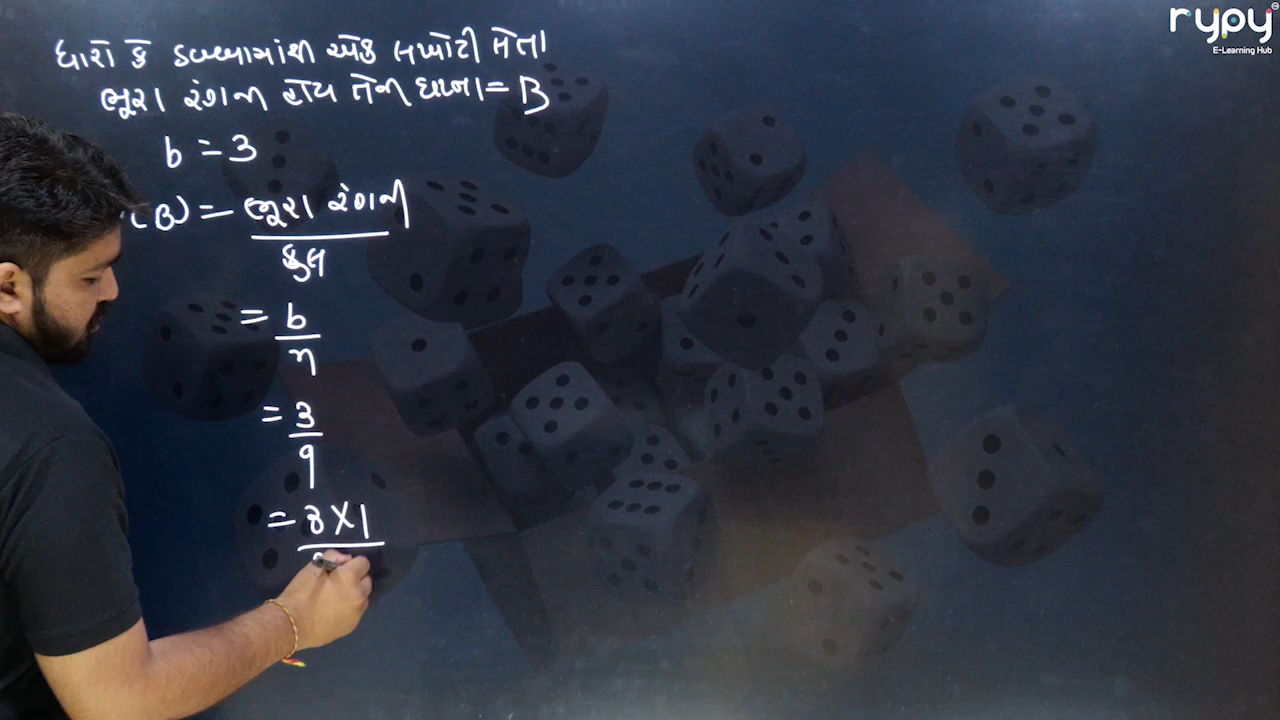 rypy
E-Learning Hub
ધારો કે ડબ્બામાંથી એક લખોટી લેતા
ભૂરા રંગની હોય તેની ઘટના = B
b = 3
(B) = ભૂરા રંગની
કુલ
= b
n
= 3
9
= 3 × 1